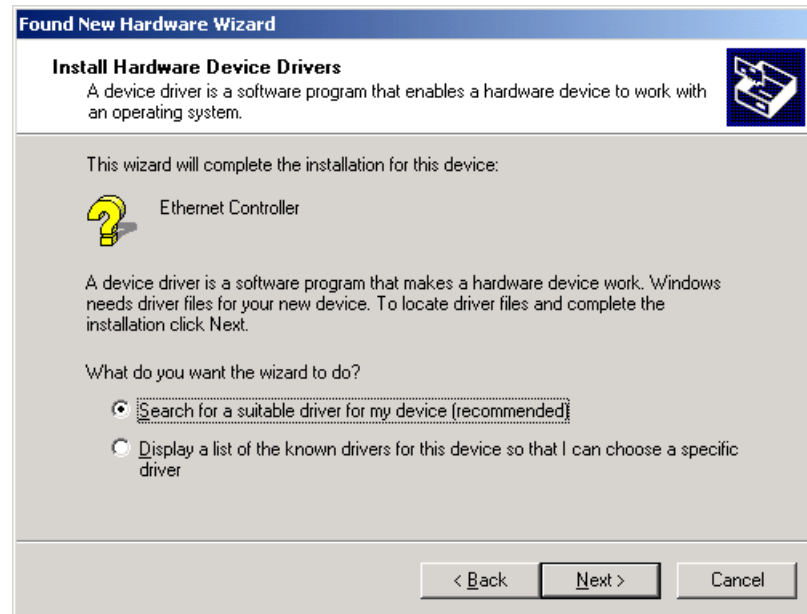 Found New Hardware Wizard
Install Hardware Device Drivers
A device driver is a software program that enables a hardware device to work with
an operating system.
This wizard will complete the installation for this device:
Ethernet Controller
A device driver is a software program that makes a hardware device work. Windows
needs driver files for your new device. To locate driver files and complete the
installation click Next.
What do you want the wizard to do?
Search for a suitable driver for my device (recommended)
Display a list of the known drivers for this device so that I can choose a specific
driver
< Back Next > Cancel